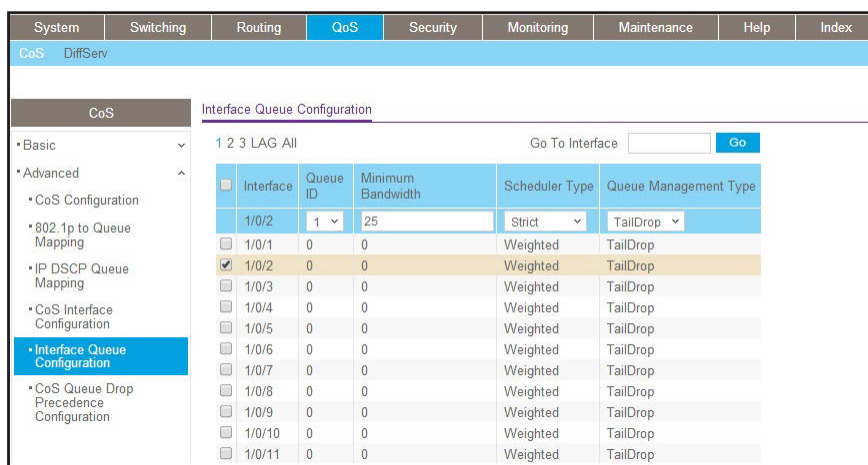 System Switching Routing QoS Security Monitoring Maintenance Help Index
CoS DiffServ
CoS
Basic
Advanced
CoS Configuration
802.1p to Queue
Mapping
IP DSCP Queue
Mapping
CoS Interface
Configuration
Interface Queue
Configuration
CoS Queue Drop
Precedence
Configuration
Interface Queue Configuration
1 2 3 LAG All Go To Interface Go
Interface Queue ID Minimum Bandwidth Scheduler Type Queue Management Type
1/0/2 1 25 Strict TailDrop
1/0/1 0 0 Weighted TailDrop
1/0/2 0 0 Weighted TailDrop
1/0/3 0 0 Weighted TailDrop
1/0/4 0 0 Weighted TailDrop
1/0/5 0 0 Weighted TailDrop
1/0/6 0 0 Weighted TailDrop
1/0/7 0 0 Weighted TailDrop
1/0/8 0 0 Weighted TailDrop
1/0/9 0 0 Weighted TailDrop
1/0/10 0 0 Weighted TailDrop
1/0/11 0 0 Weighted TailDrop